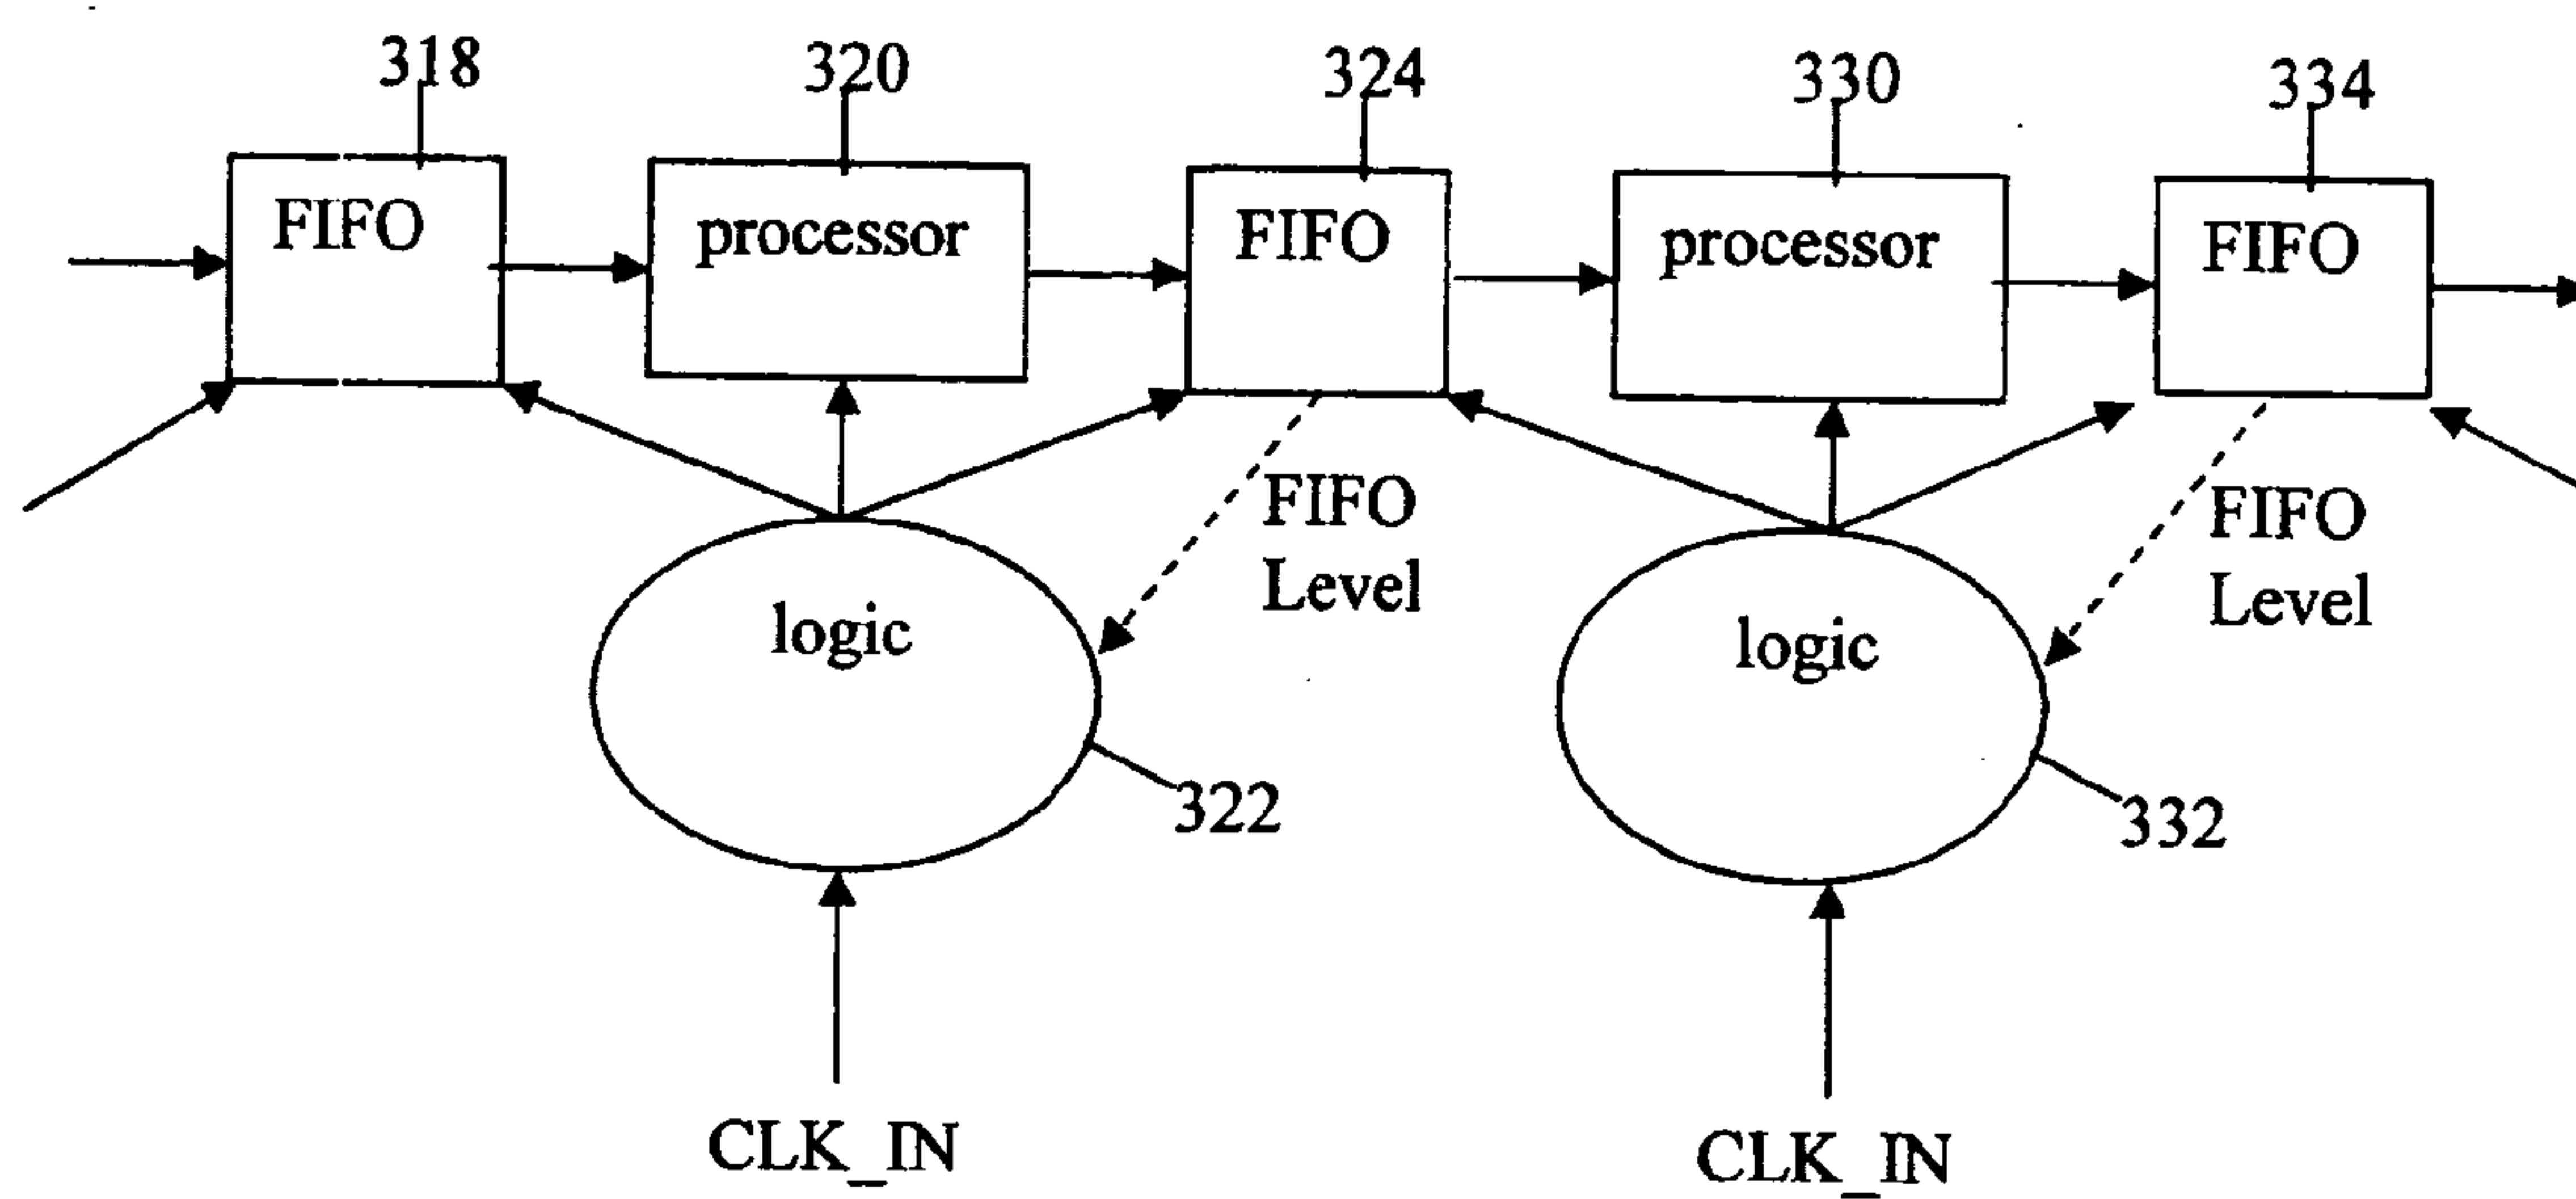 318
320
324
330
334
FIFO
processor
FIFO
processor
FIFO
FIFO
Level
FIFO
Level
logic
logic
322
332
CLK_IN
CLK_IN